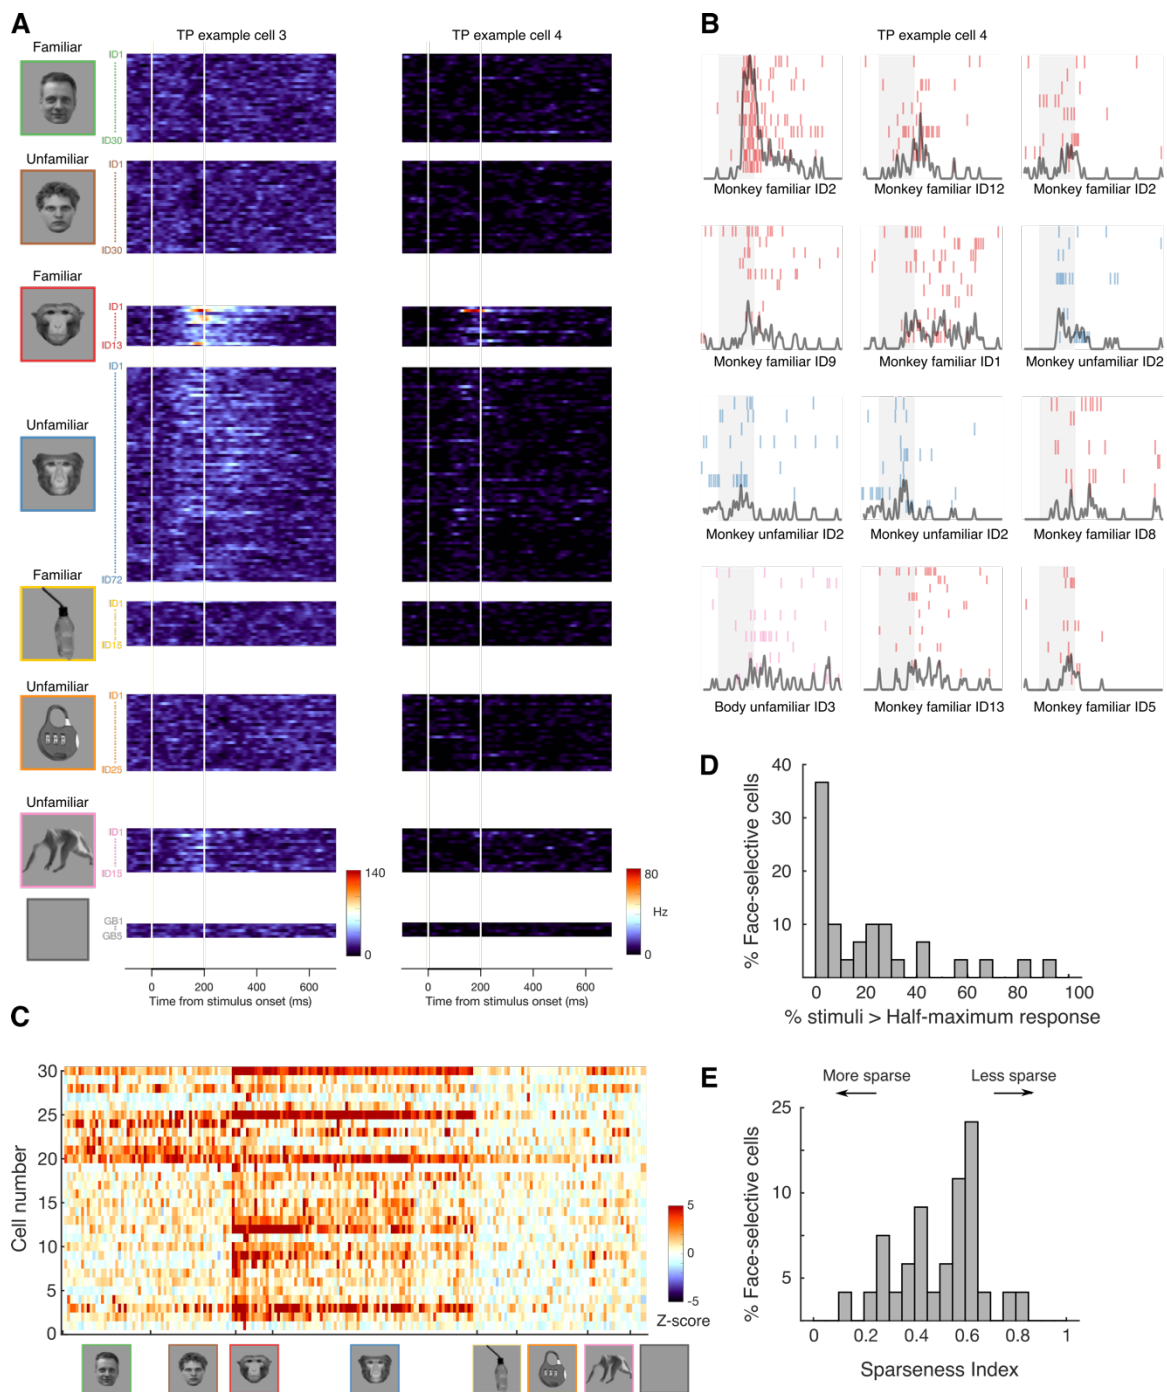 A
TP example cell 3
TP example cell 4
Familiar
ID1
ID30
Unfamiliar
ID1
ID30
Familiar
ID1
ID13
Unfamiliar
ID1
ID72
Familiar
ID1
ID15
Unfamiliar
ID1
ID25
Unfamiliar
ID1
ID15
GB1
GB5
140
0
80
Hz
0
0 200 400 600
Time from stimulus onset (ms)
0 200 400 600
Time from stimulus onset (ms)
B
TP example cell 4
Monkey familiar ID2
Monkey familiar ID12
Monkey familiar ID2
Monkey familiar ID9
Monkey familiar ID1
Monkey unfamiliar ID2
Monkey unfamiliar ID2
Monkey unfamiliar ID2
Monkey familiar ID8
Body unfamiliar ID3
Monkey familiar ID13
Monkey familiar ID5
C
Cell number
30
25
20
15
10
5
0
5
0
-5
Z-score
D
% Face-selective cells
40
30
20
10
0 20 40 60 80 100
% stimuli > Half-maximum response
E
More sparse
Less sparse
% Face-selective cells
25
10
5
0 0.2 0.4 0.6 0.8 1
Sparseness Index